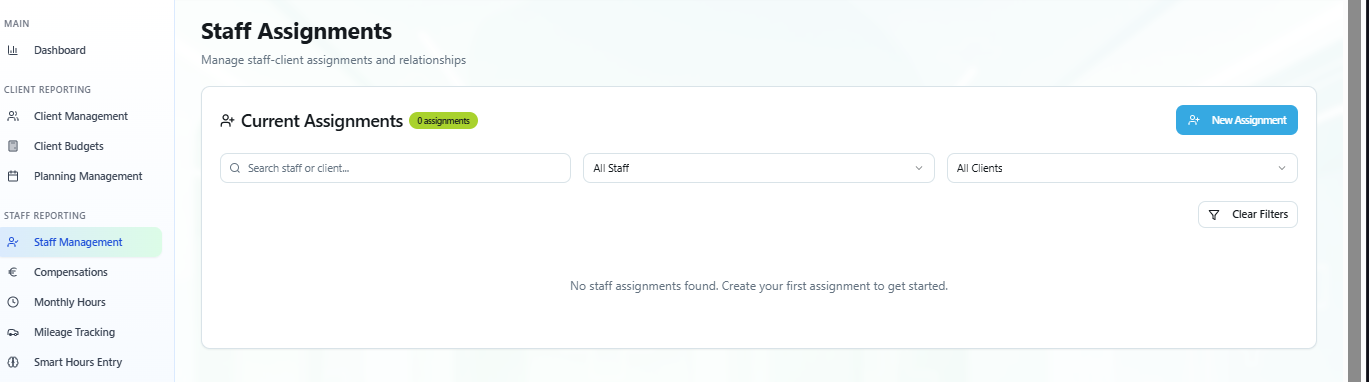 MAIN
Dashboard
CLIENT REPORTING
Client Management
Client Budgets
Planning Management
STAFF REPORTING
Staff Management
Compensations
Monthly Hours
Mileage Tracking
Smart Hours Entry
Staff Assignments
Manage staff-client assignments and relationships
Current Assignments 0 assignments New Assignment
Search staff or client... All Staff All Clients
Clear Filters
No staff assignments found. Create your first assignment to get started.